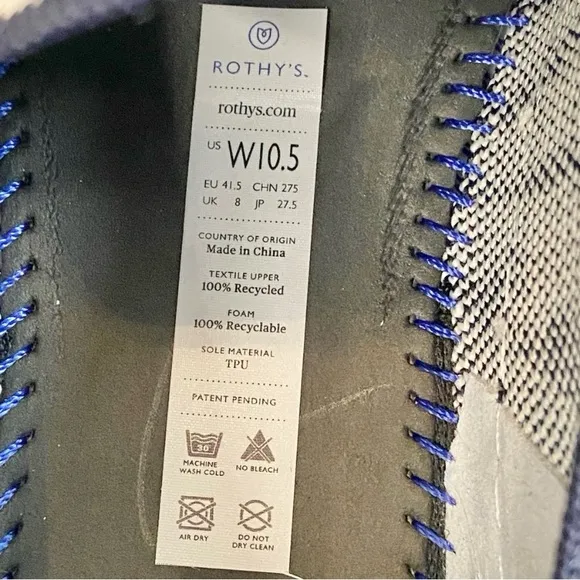 ROTHY'S™
rothys.com
US W10.5
EU 41.5 CHN 275
UK 8 JP 27.5
COUNTRY OF ORIGIN
Made in China
TEXTILE UPPER
100% Recycled
FOAM
100% Recyclable
SOLE MATERIAL
TPU
PATENT PENDING
30
MACHINE WASH COLD
NO BLEACH
AIR DRY
DO NOT DRY CLEAN